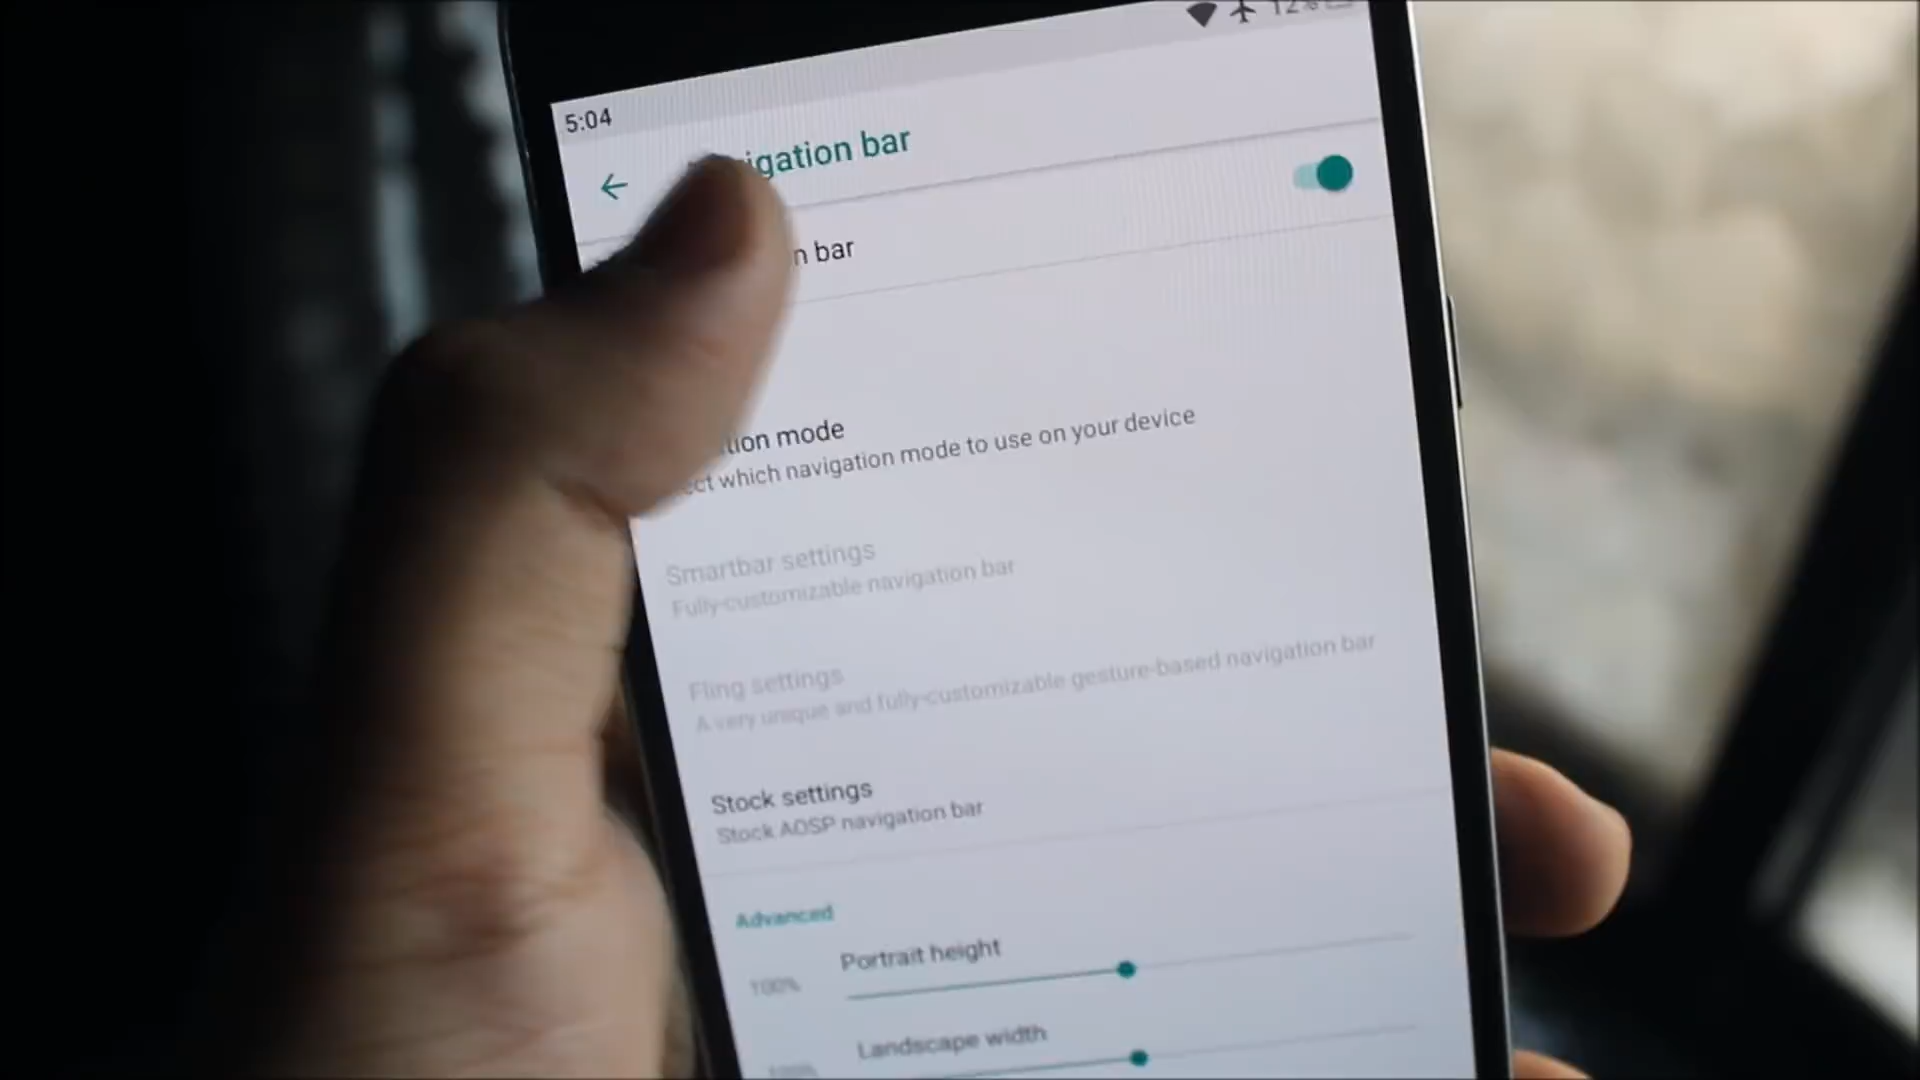 12%
5:04
igation bar
n bar
tion mode
ect which navigation mode to use on your device
Smartbar settings
Fully-customizable navigation bar
Fling settings
A very unique and fully-customizable gesture-based navigation bar
Stock settings
Stock AOSP navigation bar
Advanced
Portrait height
100%
Landscape width
100%